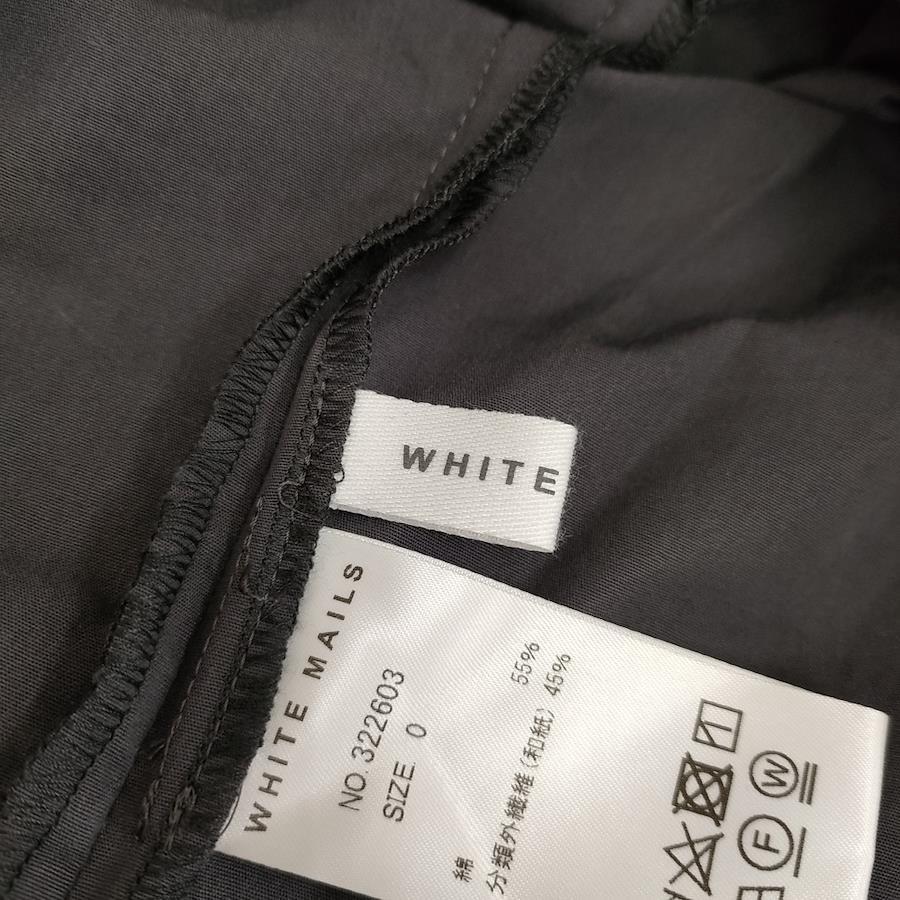 WHITE
WHITE MAILS
NO.322603
SIZE 0
綿 55%
分類外繊維(和紙) 45%
W
F